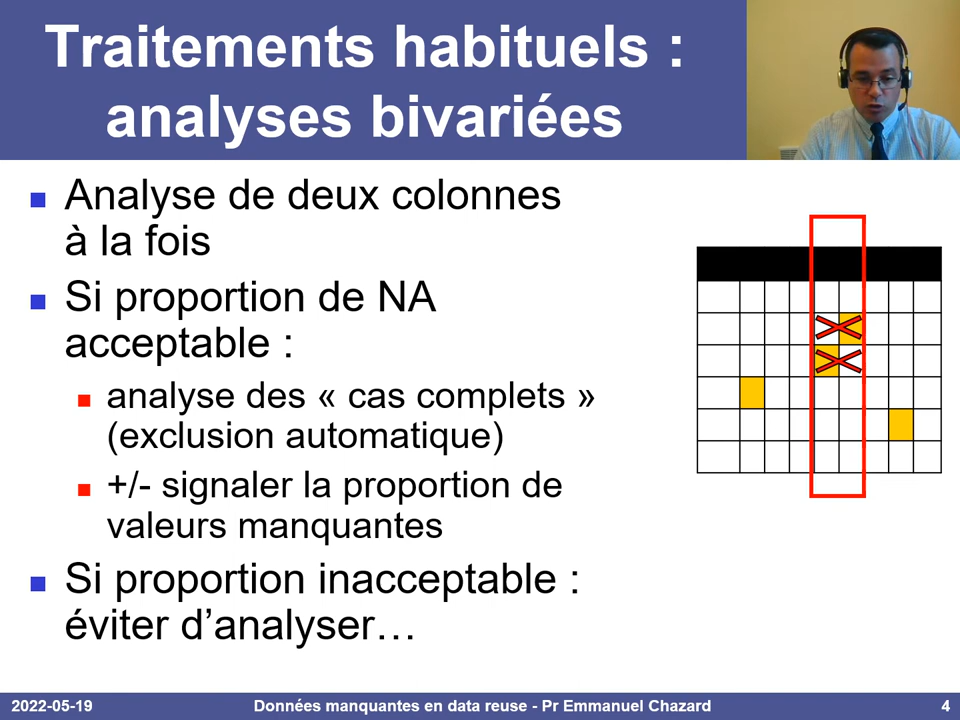 Traitements habituels :
analyses bivariées
Analyse de deux colonnes
à la fois
Si proportion de NA
acceptable :
analyse des « cas complets »
(exclusion automatique)
+/- signaler la proportion de
valeurs manquantes
Si proportion inacceptable :
éviter d’analyser…
2022-05-19 Données manquantes en data reuse - Pr Emmanuel Chazard 4